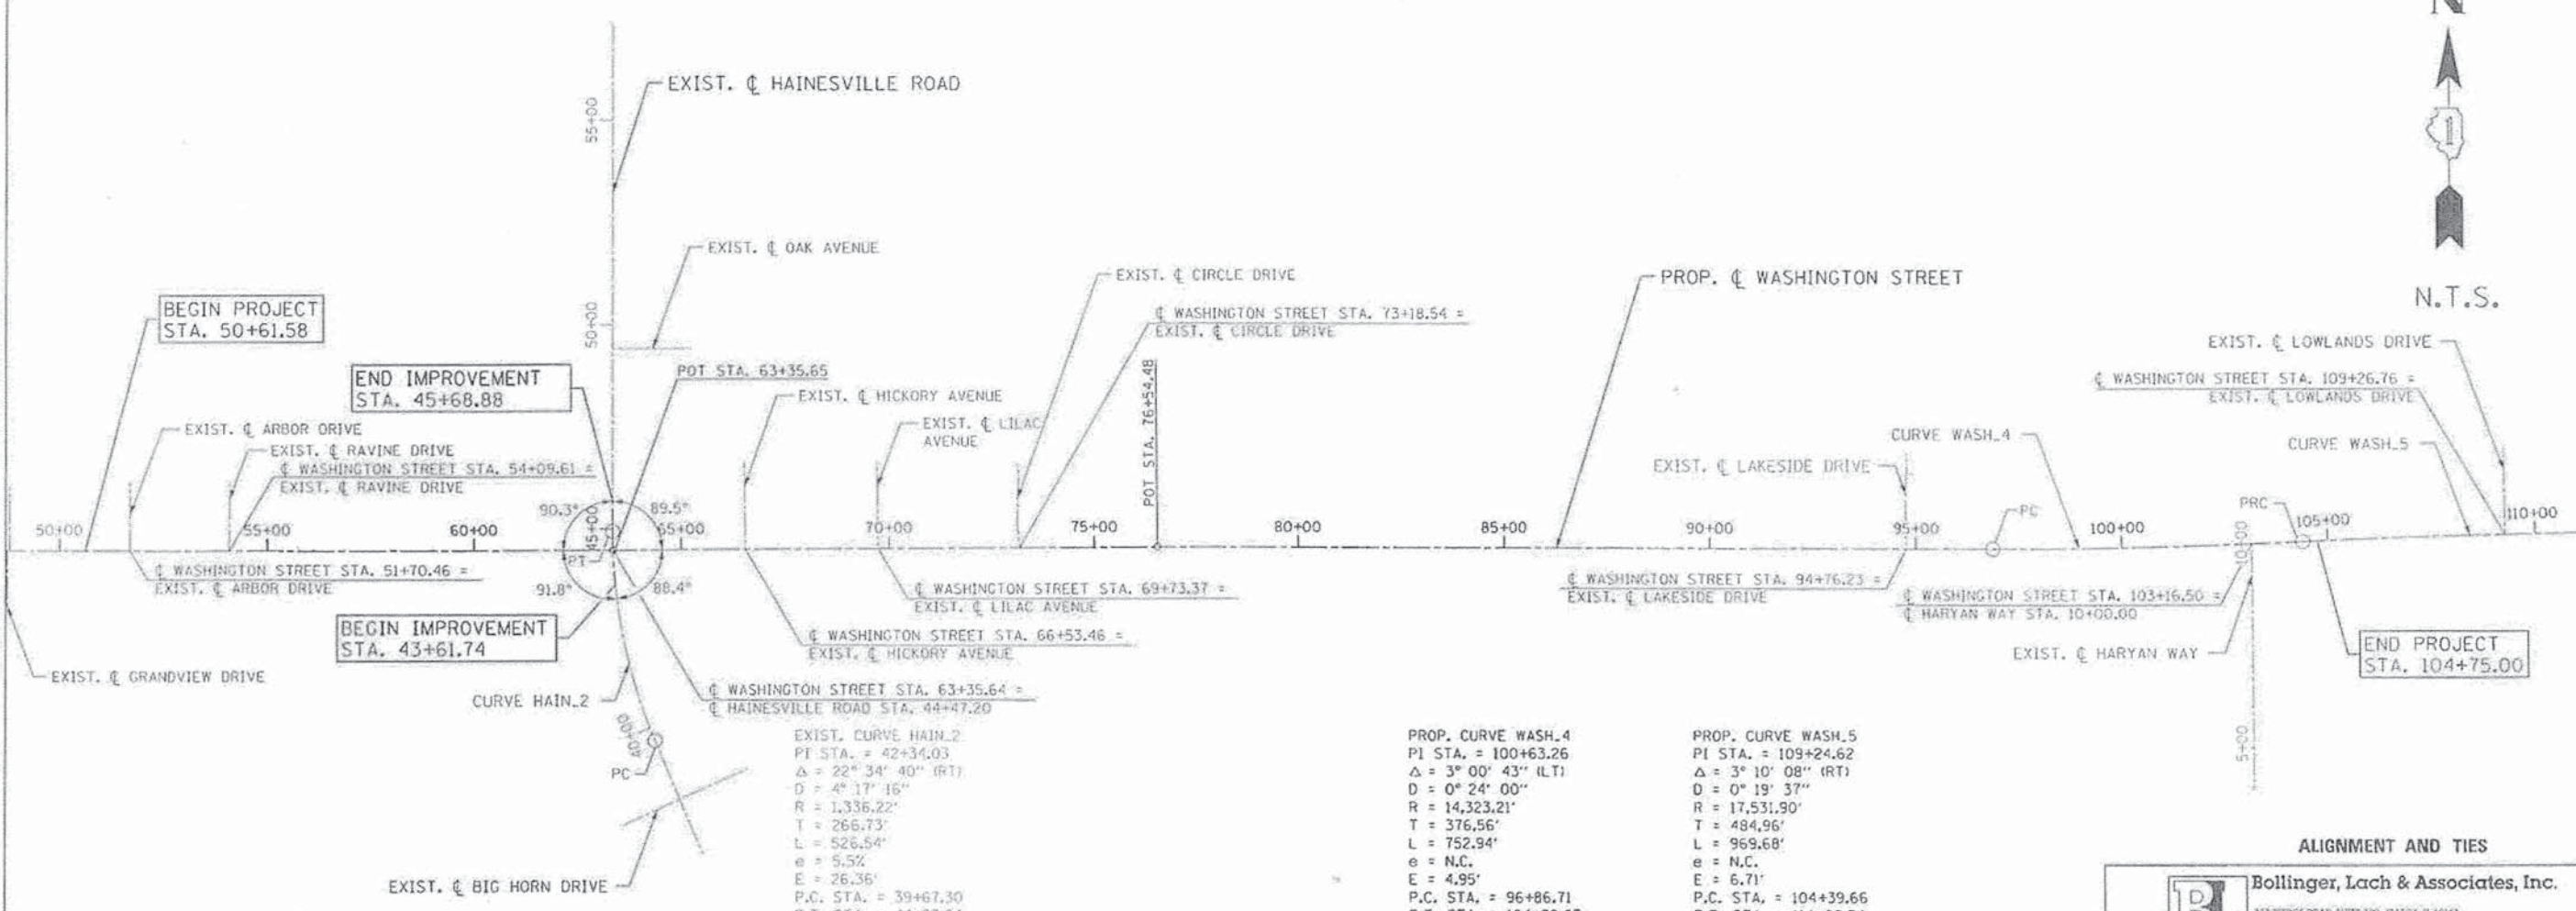 N
N.T.S.
EXIST. ℄ HAINESVILLE ROAD
55+00
50+00
EXIST. ℄ OAK AVENUE
BEGIN PROJECT
STA. 50+61.58
END IMPROVEMENT
STA. 45+68.88
POT STA. 63+35.65
EXIST. ℄ CIRCLE DRIVE
℄ WASHINGTON STREET STA. 73+18.54 =
EXIST. ℄ CIRCLE DRIVE
PROP. ℄ WASHINGTON STREET
EXIST. ℄ LOWLANDS DRIVE
℄ WASHINGTON STREET STA. 109+26.76 =
EXIST. ℄ LOWLANDS DRIVE
EXIST. ℄ HICKORY AVENUE
EXIST. ℄ LILAC
AVENUE
POT STA. 76+54.48
EXIST. ℄ ARBOR DRIVE
EXIST. ℄ RAVINE DRIVE
℄ WASHINGTON STREET STA. 54+09.61 =
EXIST. ℄ RAVINE DRIVE
EXIST. ℄ LAKESIDE DRIVE
CURVE WASH_4
CURVE WASH_5
90.3°
89.5°
45+00
PC
PRC
50+00
55+00
60+00
65+00
70+00
75+00
80+00
85+00
90+00
95+00
100+00
105+00
110+00
10+00
PT
91.8°
88.4°
℄ WASHINGTON STREET STA. 51+70.46 =
EXIST. ℄ ARBOR DRIVE
℄ WASHINGTON STREET STA. 69+73.37 =
EXIST. ℄ LILAC AVENUE
℄ WASHINGTON STREET STA. 94+76.23 =
EXIST. ℄ LAKESIDE DRIVE
℄ WASHINGTON STREET STA. 103+16.50 =
℄ HARYAN WAY STA. 10+00.00
BEGIN IMPROVEMENT
STA. 43+61.74
℄ WASHINGTON STREET STA. 66+53.46 =
EXIST. ℄ HICKORY AVENUE
EXIST. ℄ HARYAN WAY
END PROJECT
STA. 104+75.00
EXIST. ℄ GRANDVIEW DRIVE
CURVE HAIN_2
℄ WASHINGTON STREET STA. 63+35.64 =
℄ HAINESVILLE ROAD STA. 44+47.20
40+00
PC
5+00
EXIST. ℄ BIG HORN DRIVE
EXIST. CURVE HAIN_2
PI STA. = 42+34.03
Δ = 22° 34' 40" (RT)
D = 4° 17' 16"
R = 1,336.22'
T = 266.73'
L = 526.54'
e = 5.5%
E = 26.36'
P.C. STA. = 39+67.30
PROP. CURVE WASH_4
PI STA. = 100+63.26
Δ = 3° 00' 43" (LT)
D = 0° 24' 00"
R = 14,323.21'
T = 376.56'
L = 752.94'
e = N.C.
E = 4.95'
P.C. STA. = 96+86.71
PROP. CURVE WASH_5
PI STA. = 109+24.62
Δ = 3° 10' 08" (RT)
D = 0° 19' 37"
R = 17,531.90'
T = 484.96'
L = 969.68'
e = N.C.
E = 6.71'
P.C. STA. = 104+39.66
ALIGNMENT AND TIES
Bollinger, Lach & Associates, Inc.